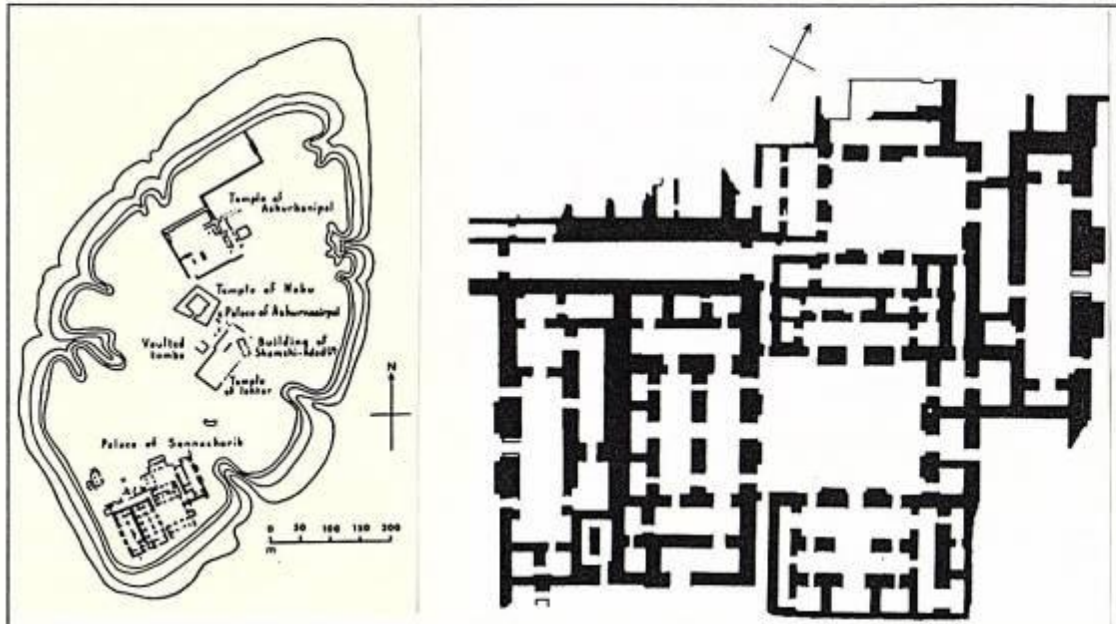 Temple of
Ashurbanipal
Temple of Nabu
Palace of Ashurnasirpal
Vaulted
tombs
Building of
Shamshi-Adad
Temple
of Ishtar
N
Palace of Sennacherib
0 50 100 150 200
m